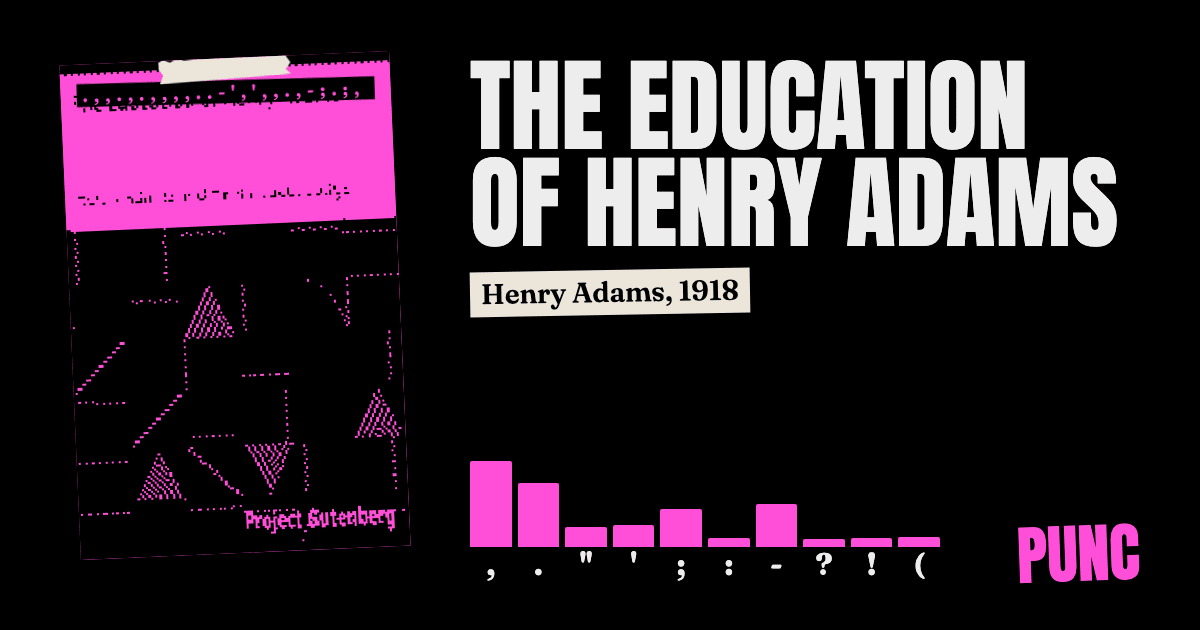 .,,.,.,,,,..-',',,.,-;.;,
THE EDUCATION
OF HENRY ADAMS
Henry Adams, 1918
Project Gutenberg
, . " ' ; : - ? ! (
PUNC